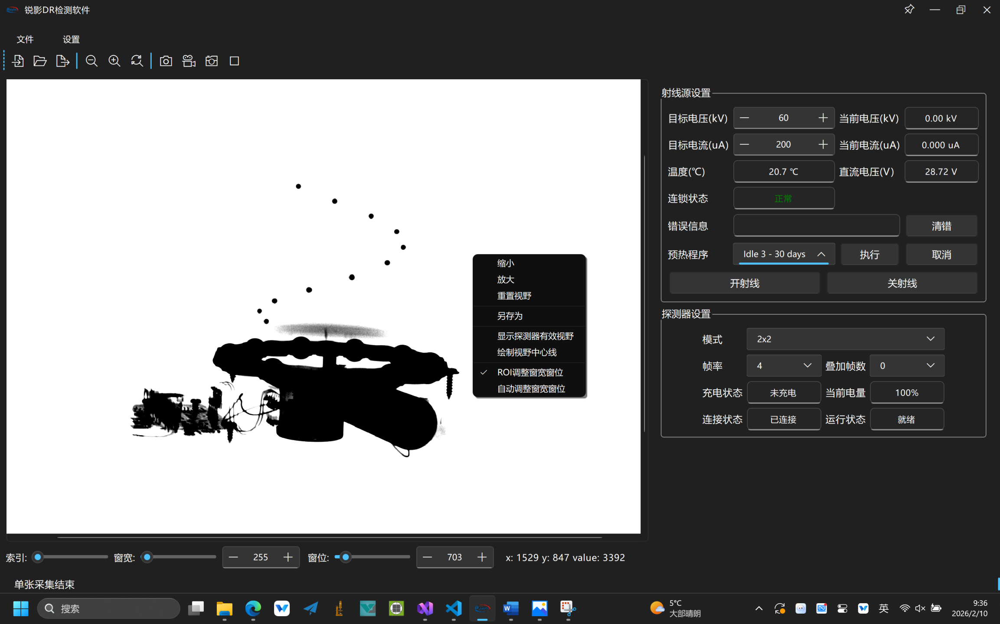 锐影DR检测软件
文件 设置
射线源设置
目标电压(kV) 60 当前电压(kV) 0.00 kV
目标电流(uA) 200 当前电流(uA) 0.000 uA
温度(℃) 20.7 ℃ 直流电压(V) 28.72 V
连锁状态 正常
错误信息 清错
预热程序 Idle 3 - 30 days 执行 取消
开射线 关射线
缩小
放大
重置视野
另存为
显示探测器有效视野
绘制视野中心线
ROI调整窗宽窗位
自动调整窗宽窗位
探测器设置
模式 2x2
帧率 4 叠加帧数 0
充电状态 未充电 当前电量 100%
连接状态 已连接 运行状态 就绪
索引: 窗宽: 255 窗位: 703 x: 1529 y: 847 value: 3392
单张采集结束
搜索
5°C
大部晴朗
英
9:36
2026/2/10